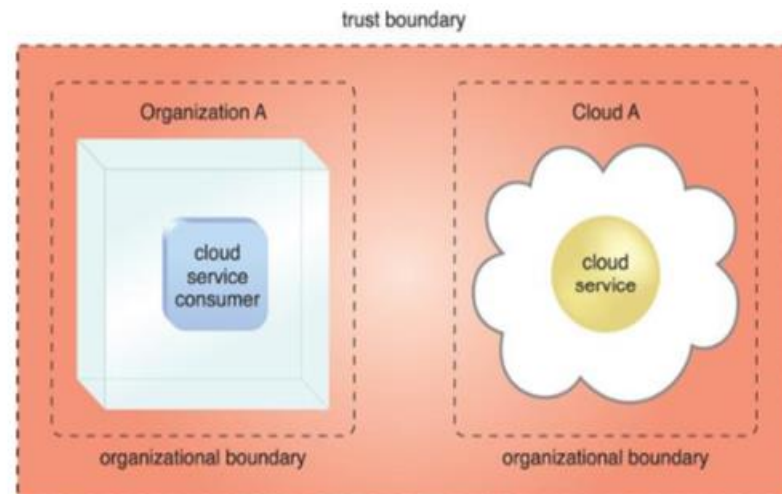 trust boundary
Organization A
Cloud A
cloud
service
consumer
cloud
service
organizational boundary
organizational boundary